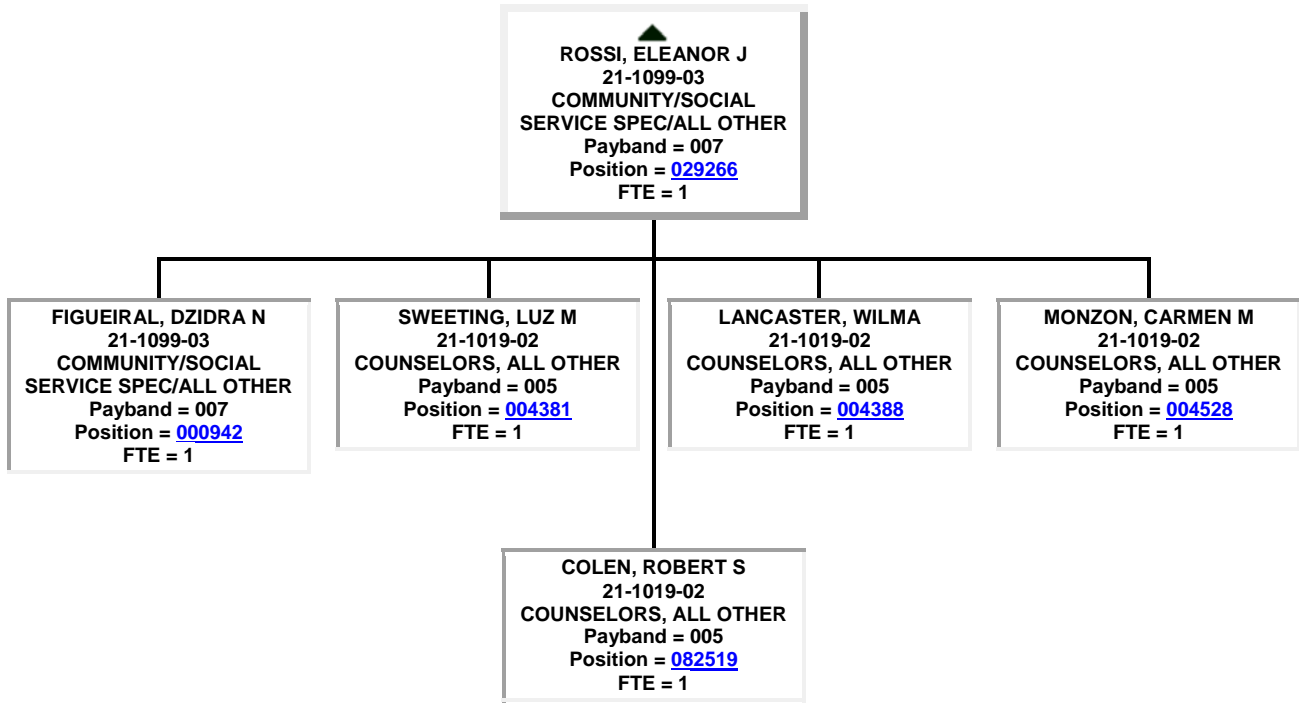 ROSSI, ELEANOR J
21-1099-03
COMMUNITY/SOCIAL
SERVICE SPEC/ALL OTHER
Payband = 007
Position = 029266
FTE = 1
FIGUEIRAL, DZIDRA N
21-1099-03
COMMUNITY/SOCIAL
SERVICE SPEC/ALL OTHER
Payband = 007
Position = 000942
FTE = 1
SWEETING, LUZ M
21-1019-02
COUNSELORS, ALL OTHER
Payband = 005
Position = 004381
FTE = 1
LANCASTER, WILMA
21-1019-02
COUNSELORS, ALL OTHER
Payband = 005
Position = 004388
FTE = 1
MONZON, CARMEN M
21-1019-02
COUNSELORS, ALL OTHER
Payband = 005
Position = 004528
FTE = 1
COLEN, ROBERT S
21-1019-02
COUNSELORS, ALL OTHER
Payband = 005
Position = 082519
FTE = 1